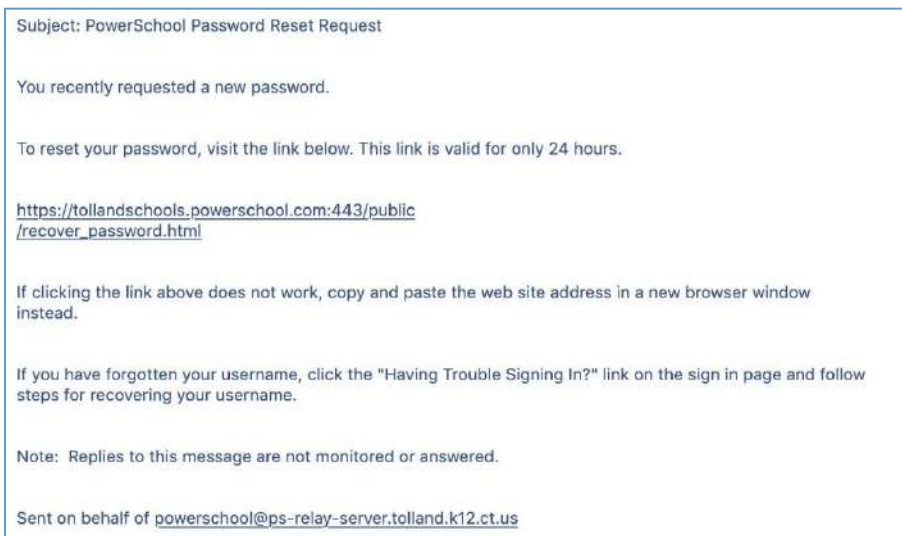 Subject: PowerSchool Password Reset Request
You recently requested a new password.
To reset your password, visit the link below. This link is valid for only 24 hours.
https://tollandschools.powerschool.com:443/public
/recover_password.html
If clicking the link above does not work, copy and paste the web site address in a new browser window
instead.
If you have forgotten your username, click the "Having Trouble Signing In?" link on the sign in page and follow
steps for recovering your username.
Note:  Replies to this message are not monitored or answered.
Sent on behalf of powerschool@ps-relay-server.tolland.k12.ct.us